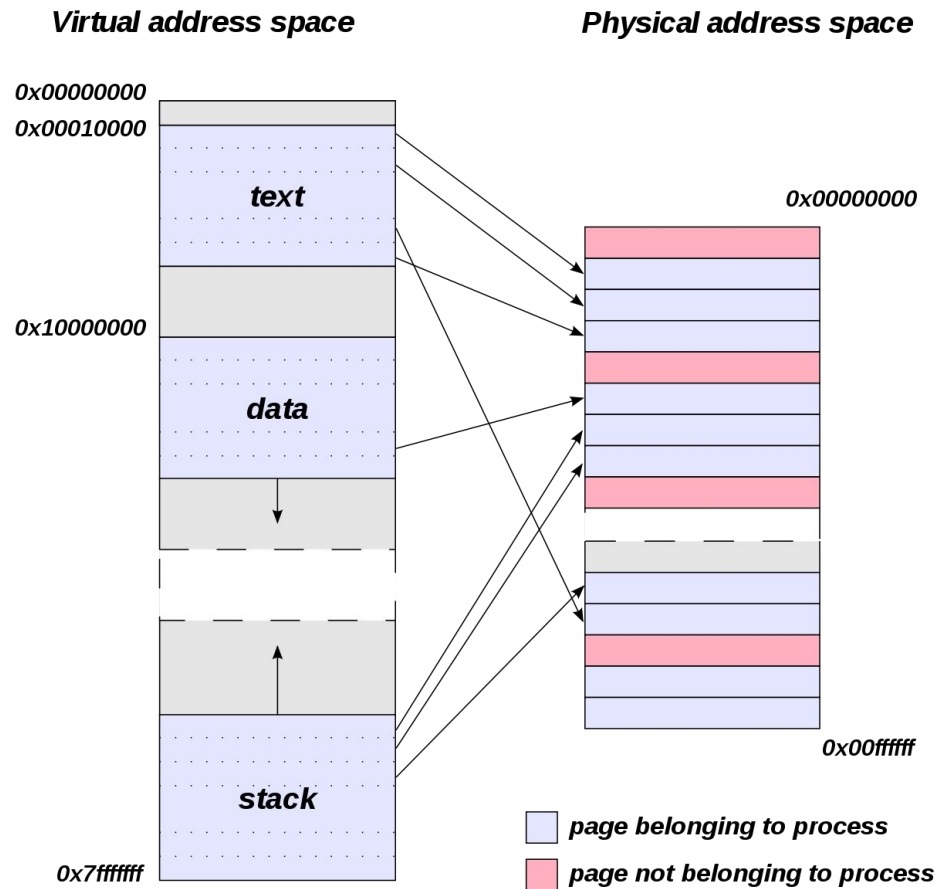 Virtual address space
Physical address space
0x00000000
0x00010000
text
0x00000000
0x10000000
data
stack
0x7fffffff
0x00ffffff
page belonging to process
page not belonging to process